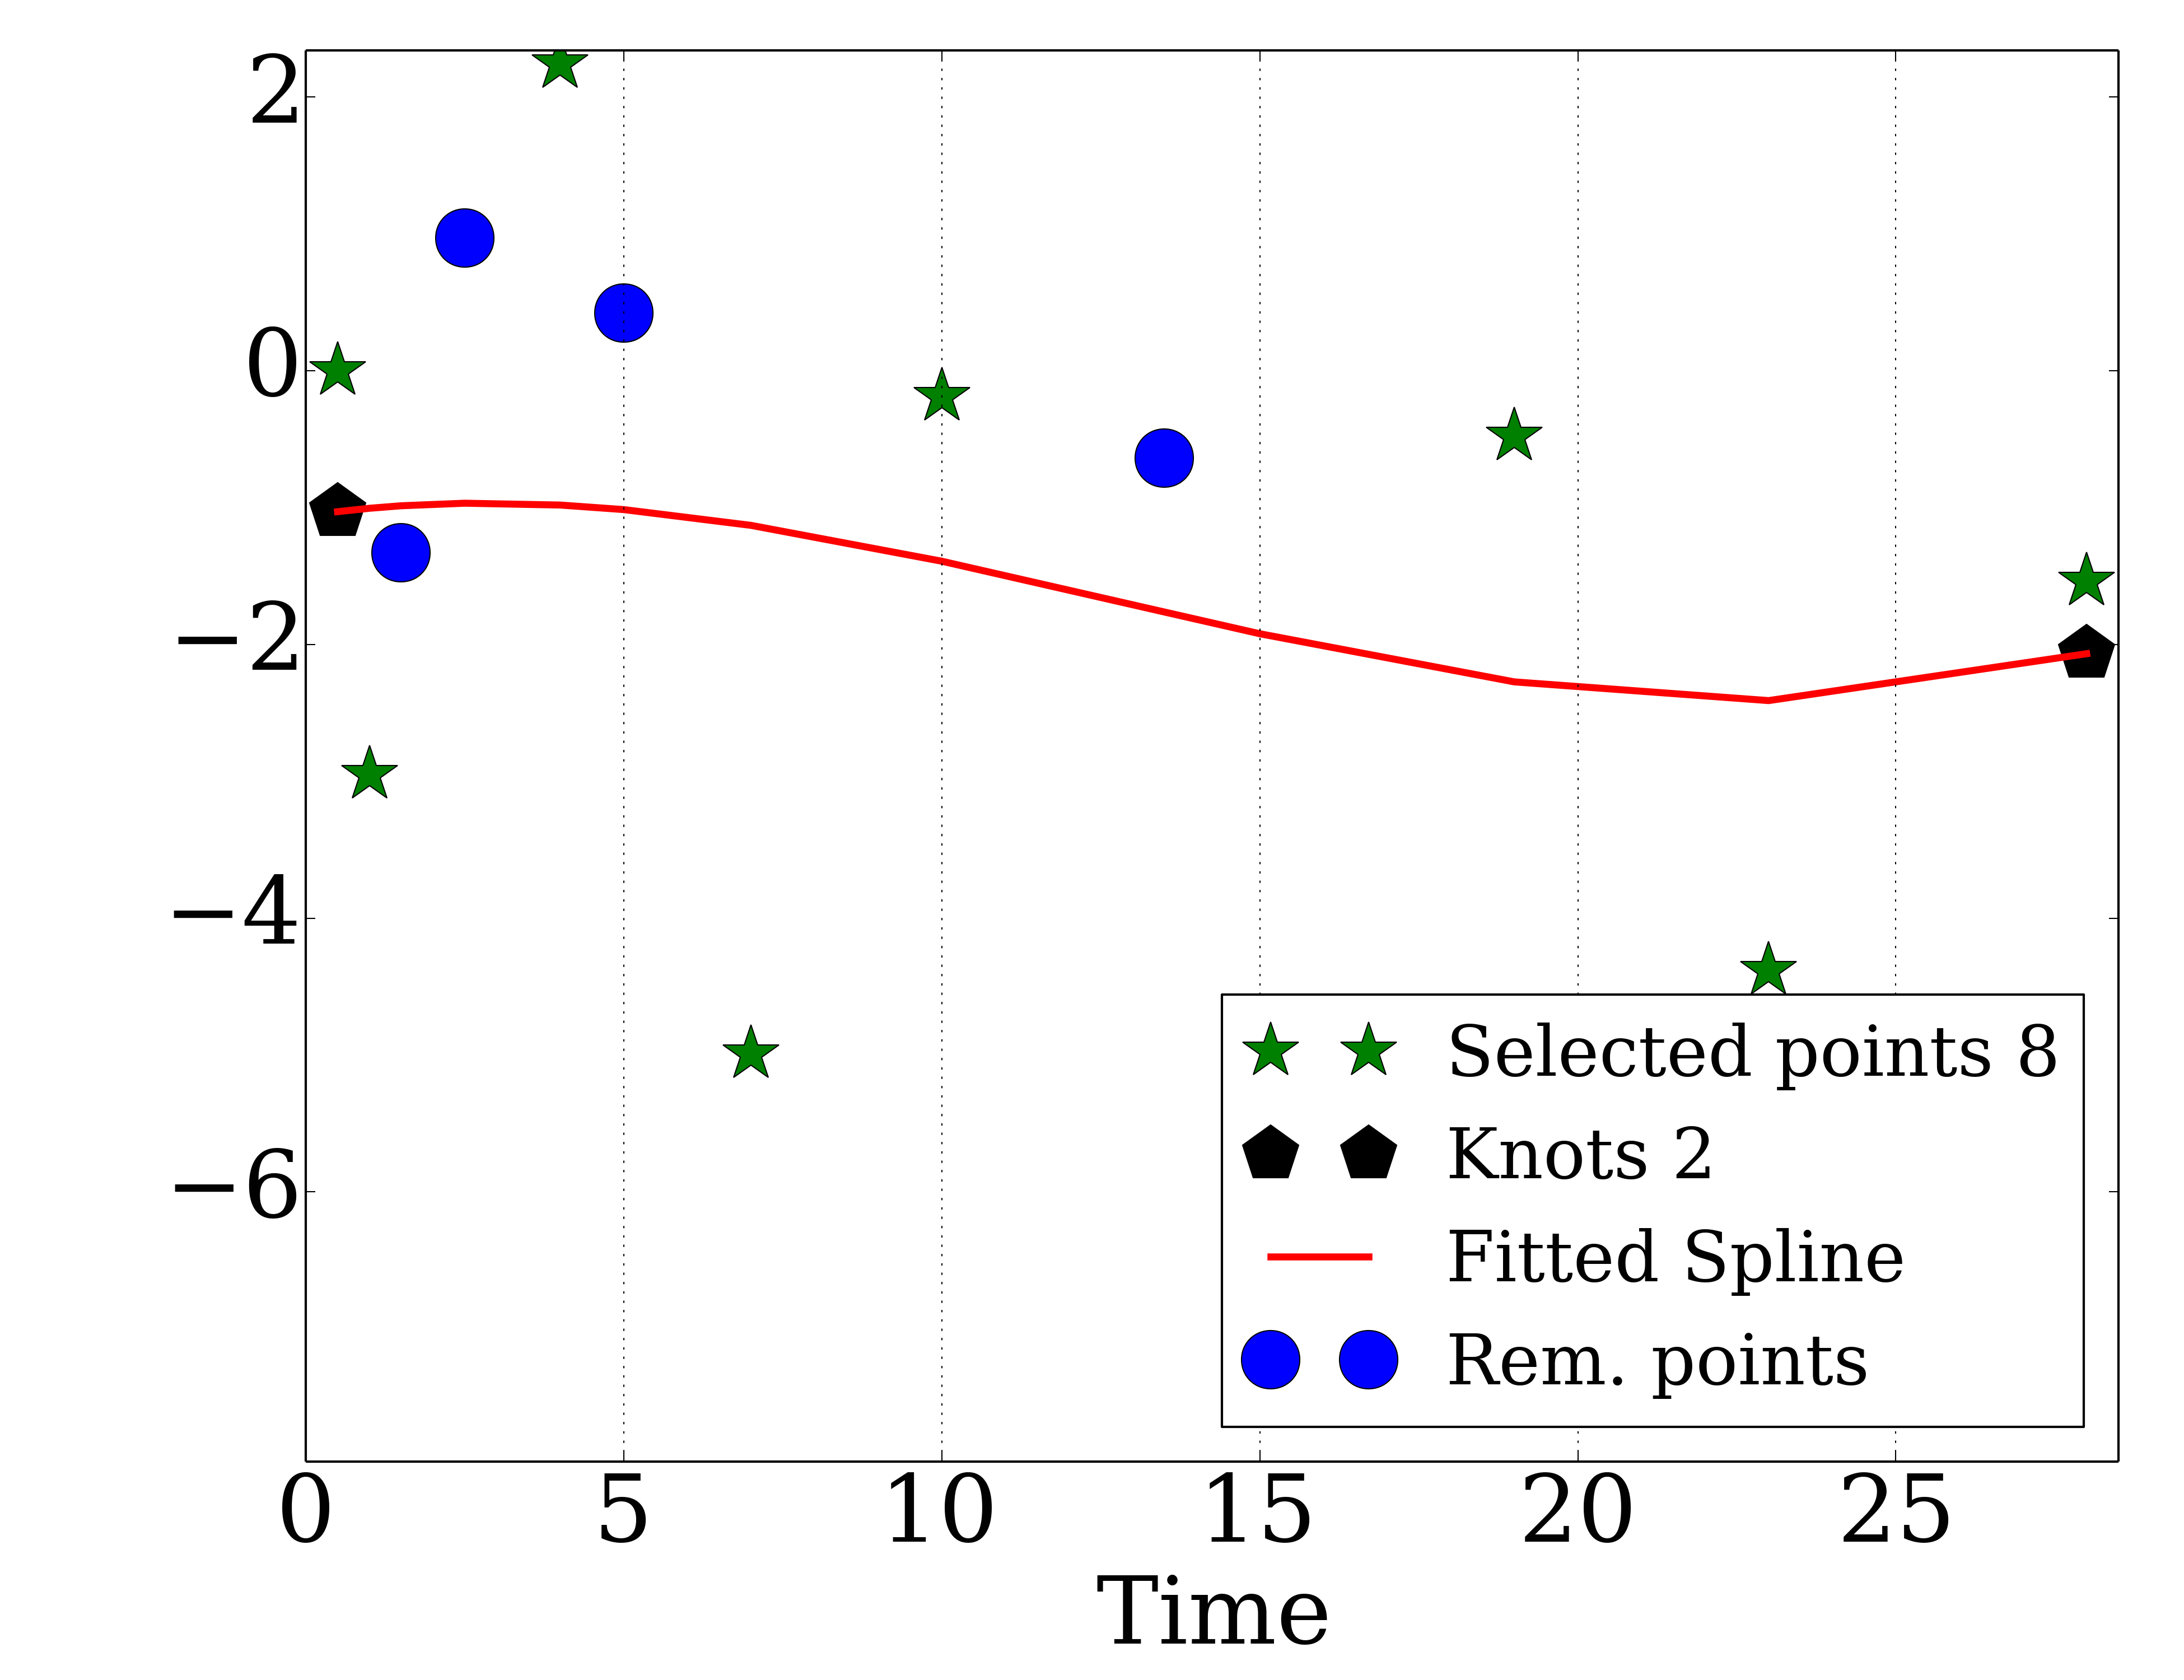 2
0
−2
−4
−6
0 5 10 15 20 25
Time
Selected points 8
Knots 2
Fitted Spline
Rem. points